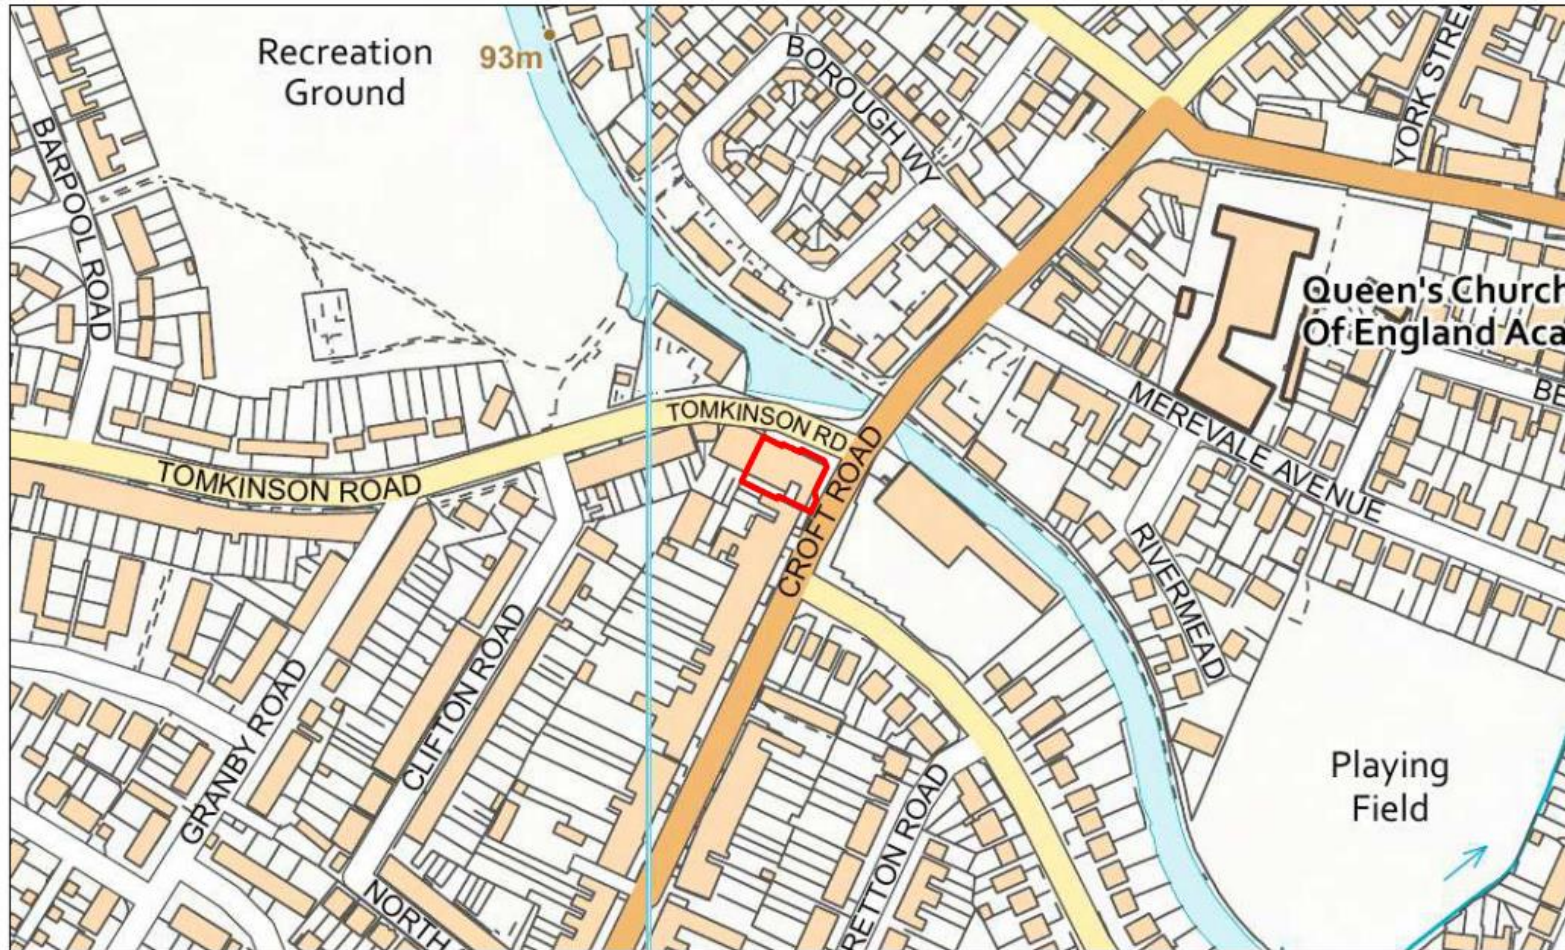 Recreation
Ground
93m
BOROUGH WY
YORK STREE
BARPOOL ROAD
Queen's Church
Of England Aca
BE
MEREVALE AVENUE
TOMKINSON RD
TOMKINSON ROAD
CROFT ROAD
RIVERMEAD
GRANBY ROAD
CLIFTON ROAD
Playing
Field
RETTON ROAD
NORTH